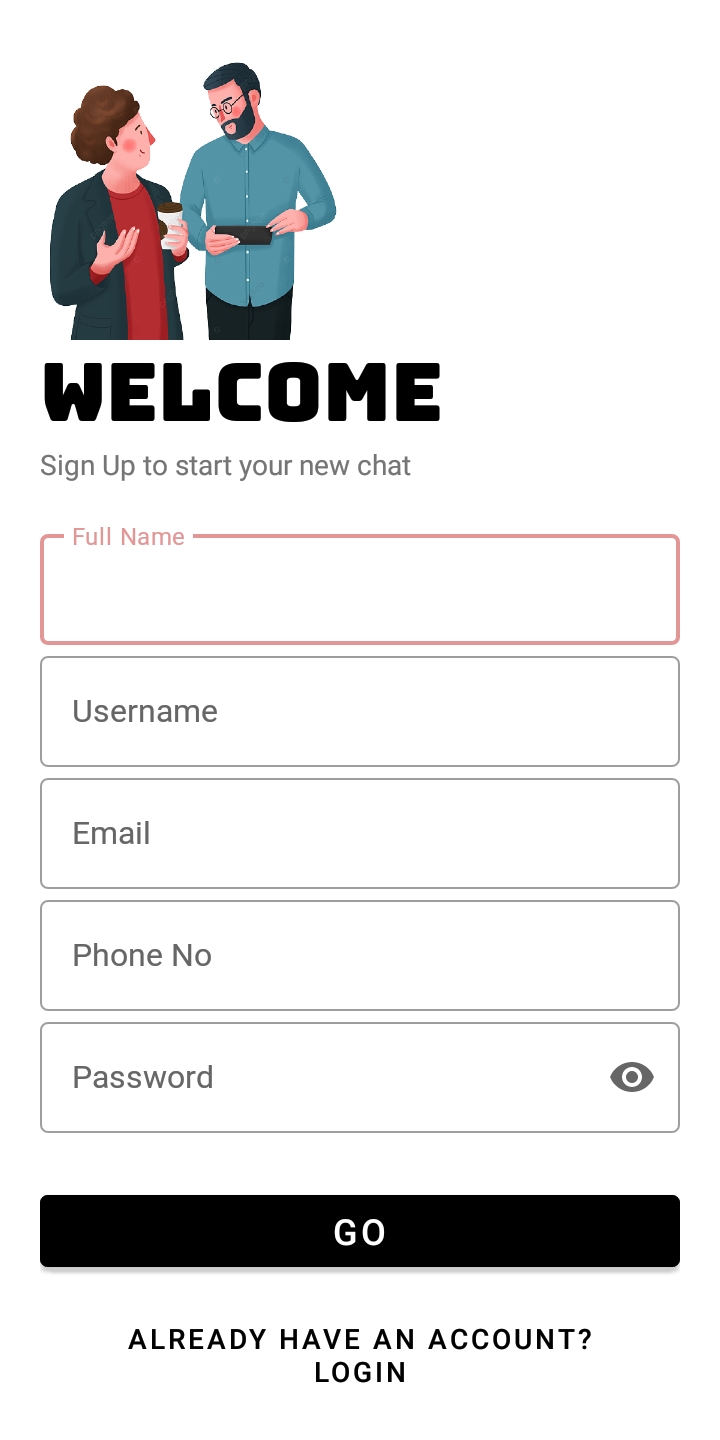 WELCOME
Sign Up to start your new chat
Full Name
Username
Email
Phone No
Password
GO
ALREADY HAVE AN ACCOUNT?
LOGIN